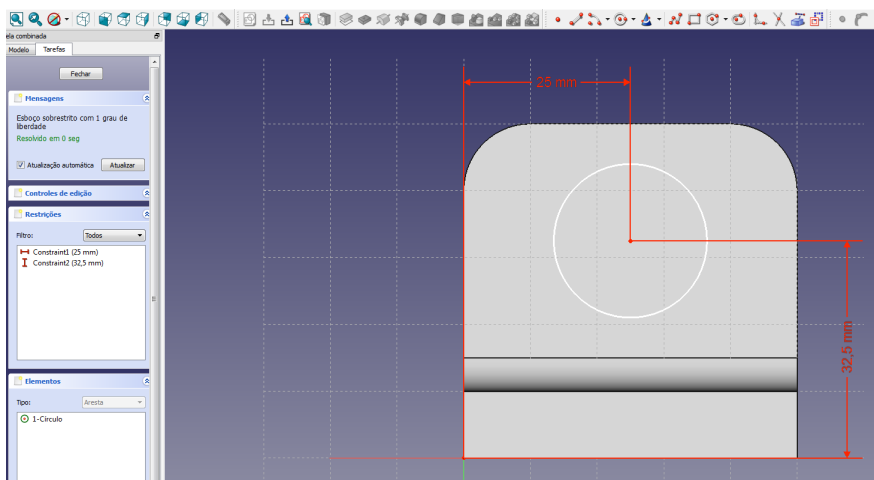 ela combinada
Modelo
Tarefas
Fechar
Mensagens
Esboço sobrestrito com 1 grau de
liberdade
Resolvido em 0 seg
Atualização automática
Atualizar
Controles de edição
Restrições
Filtro:
Todos
Constraint1 (25 mm)
Constraint2 (32,5 mm)
Elementos
Tipo:
Aresta
1-Círculo
25 mm
32,5 mm